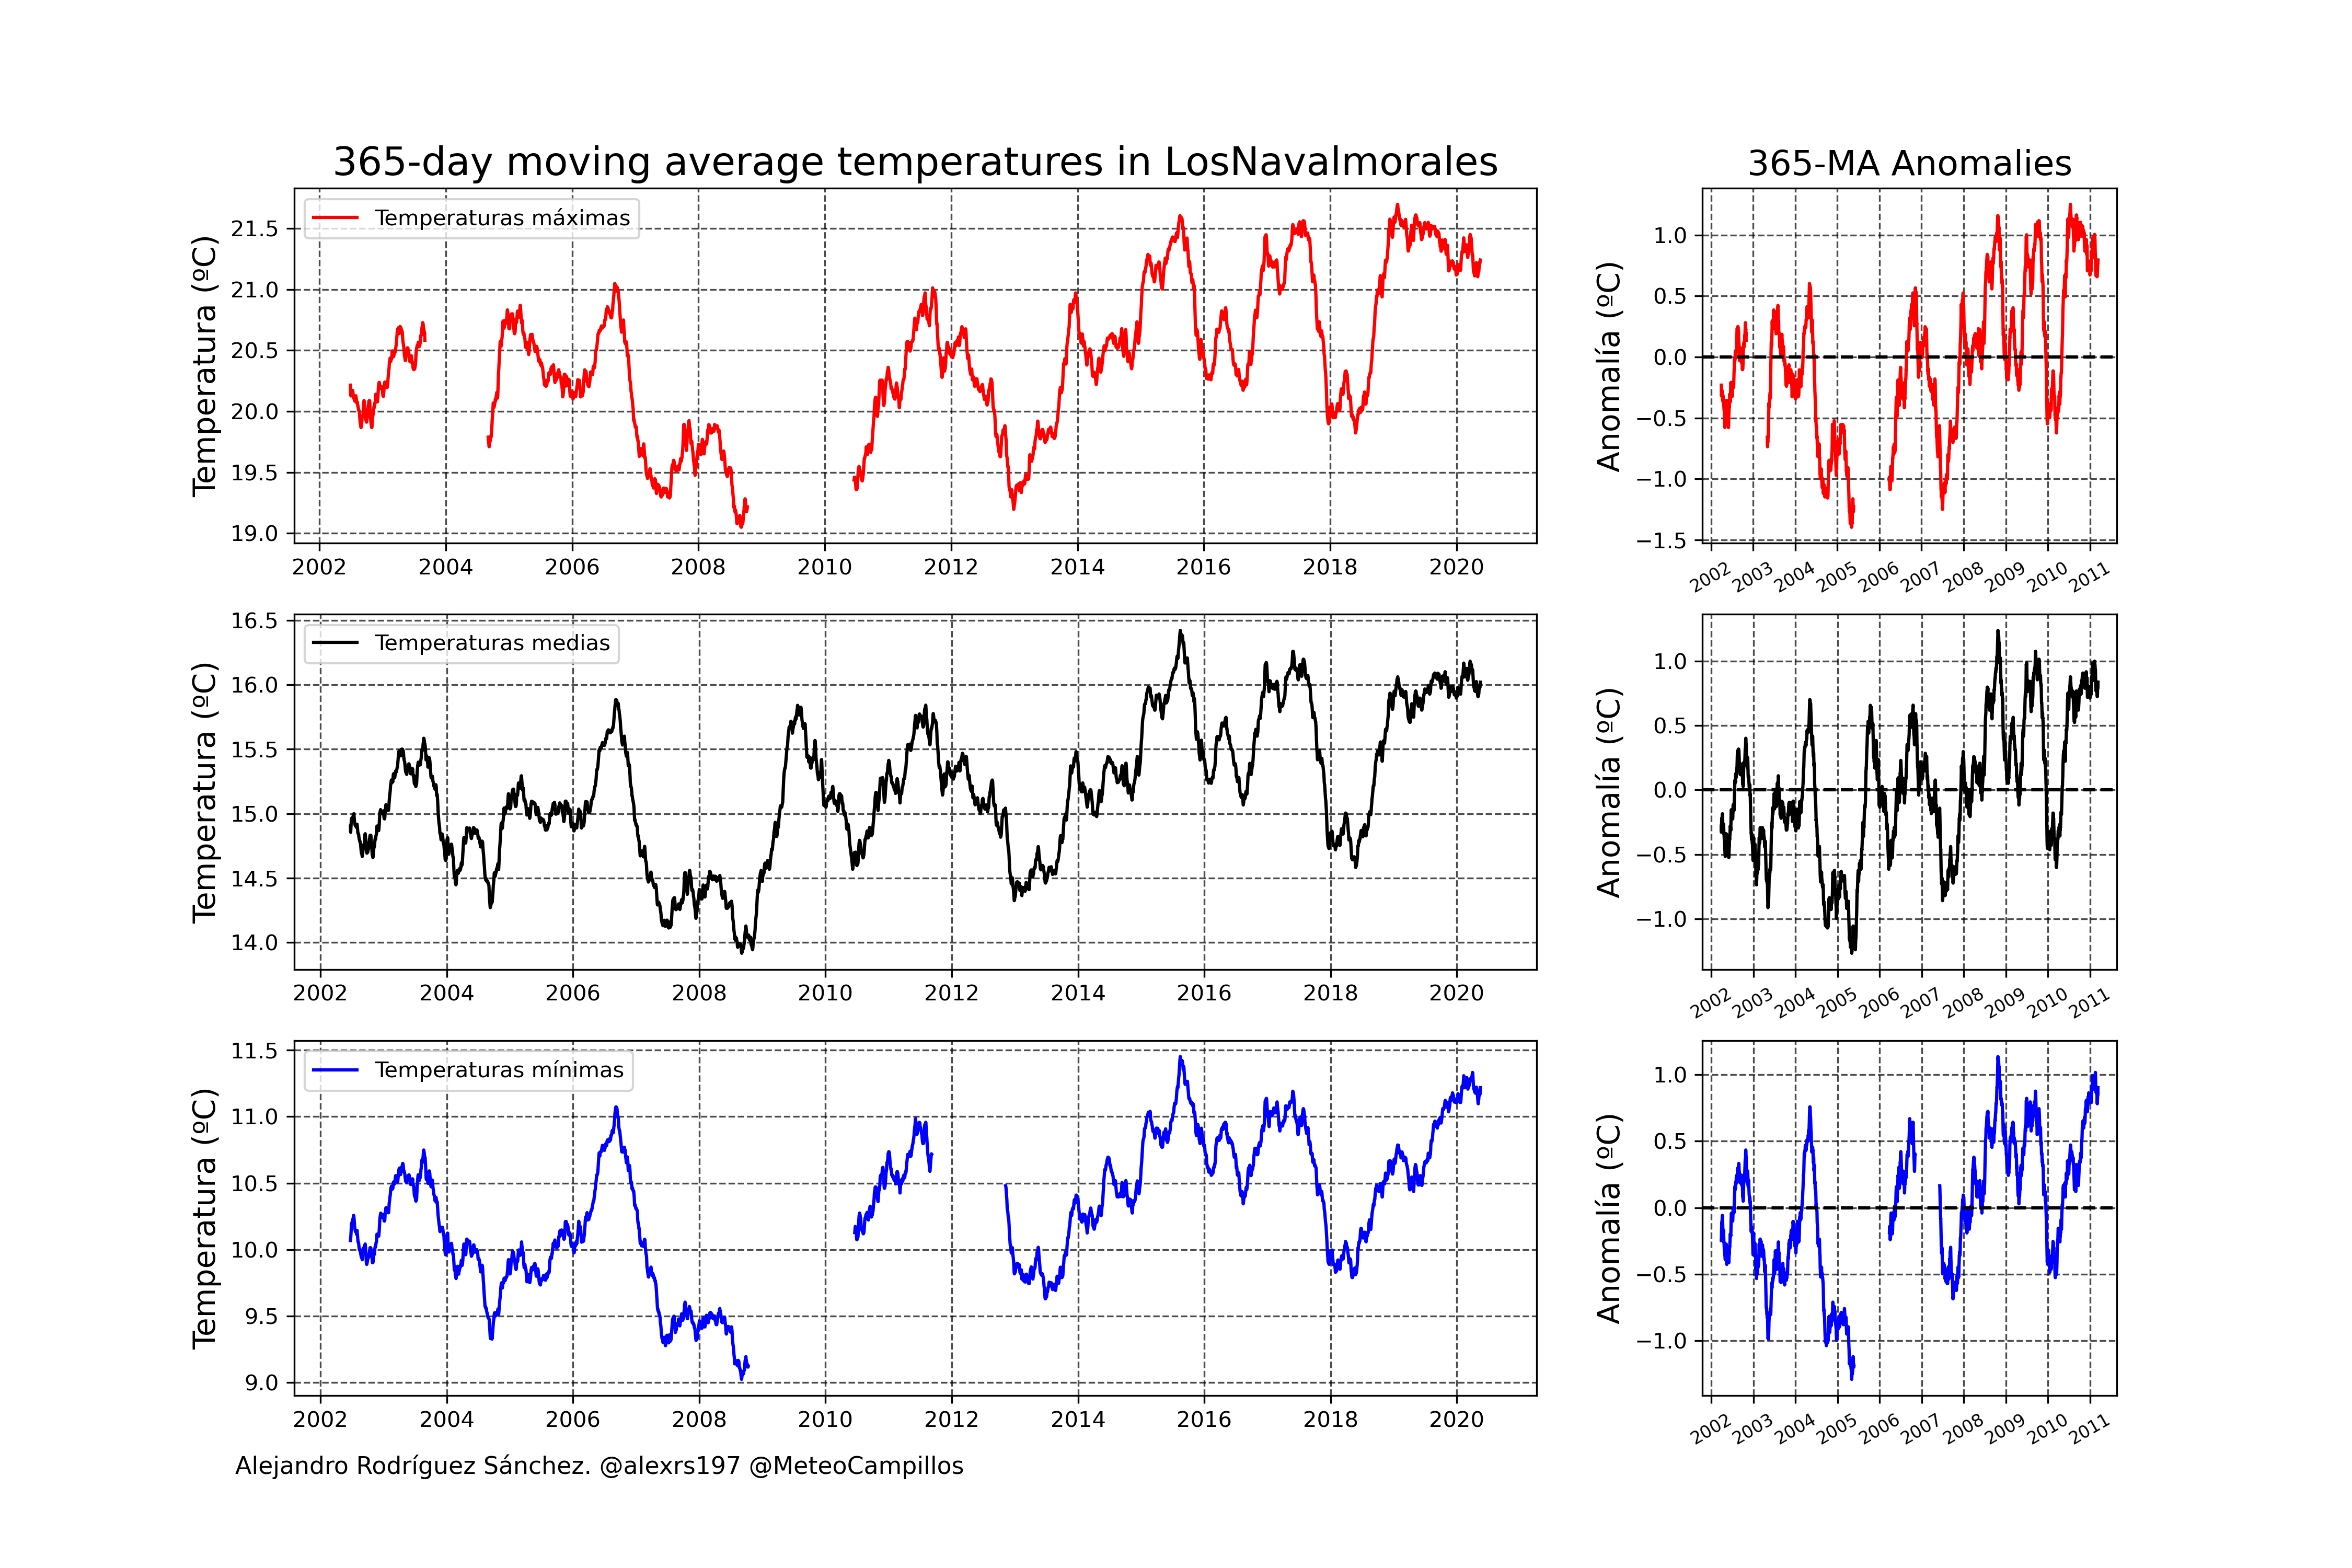 365-day moving average temperatures in LosNavalmorales
365-MA Anomalies
Temperaturas máximas
Temperatura (ºC)
21.5
21.0
20.5
20.0
19.5
19.0
2002 2004 2006 2008 2010 2012 2014 2016 2018 2020
Anomalía (ºC)
1.0
0.5
0.0
−0.5
−1.0
−1.5
2002 2003 2004 2005 2006 2007 2008 2009 2010 2011
Temperaturas medias
Temperatura (ºC)
16.5
16.0
15.5
15.0
14.5
14.0
2002 2004 2006 2008 2010 2012 2014 2016 2018 2020
Anomalía (ºC)
1.0
0.5
0.0
−0.5
−1.0
2002 2003 2004 2005 2006 2007 2008 2009 2010 2011
Temperaturas mínimas
Temperatura (ºC)
11.5
11.0
10.5
10.0
9.5
9.0
2002 2004 2006 2008 2010 2012 2014 2016 2018 2020
Anomalía (ºC)
1.0
0.5
0.0
−0.5
−1.0
2002 2003 2004 2005 2006 2007 2008 2009 2010 2011
Alejandro Rodríguez Sánchez. @alexrs197 @MeteoCampillos